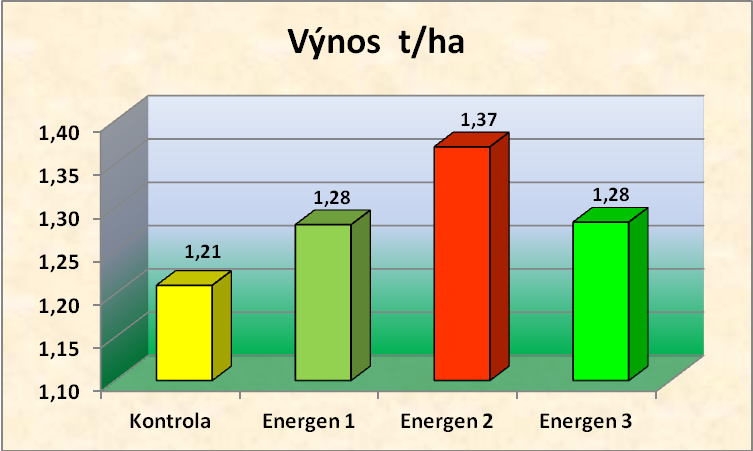 Výnos t/ha
1,40
1,35
1,30
1,25
1,20
1,15
1,10
1,21
1,28
1,37
1,28
Kontrola
Energen 1
Energen 2
Energen 3